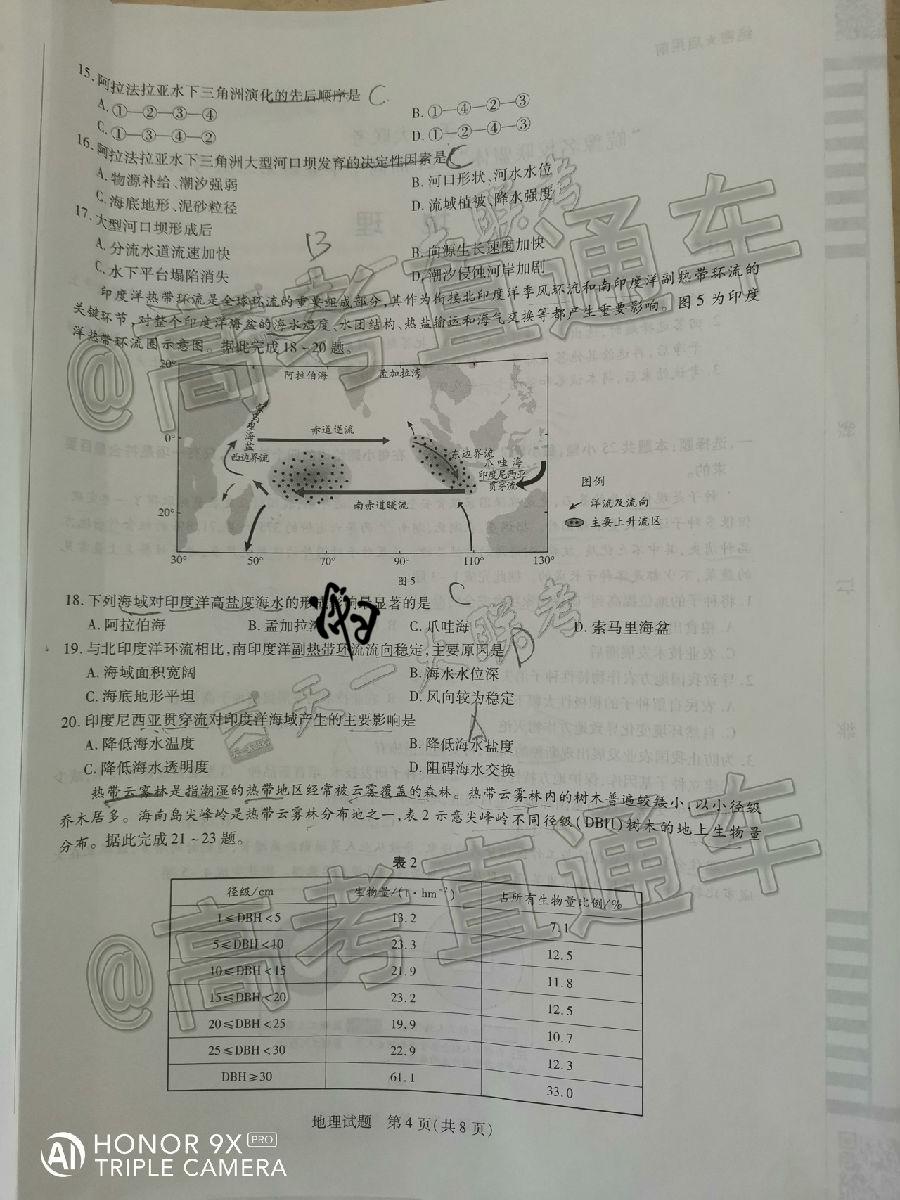 15. 阿拉法拉亚水下三角洲演化的先后顺序是 C
A. ①—②—③—④ B. ①—④—②—③
C. ①—③—④—② D. ①—②—④—③
16. 阿拉法拉亚水下三角洲大型河口坝发育的决定性因素是 C
A. 物源补给、潮汐强弱 B. 河口形状、河水水位
C. 海底地形、泥砂粒径 D. 流域植被、降水强度
17. 大型河口坝形成后 B
A. 分流水道流速加快 B. 向源生长速度加快
C. 水下平台塌陷消失 D. 潮汐侵蚀河岸加剧
印度洋热带环流是全球环流的重要组成部分,其作为衔接北印度洋季风环流和南印度洋副热带环流的
关键环节,对整个印度洋海盆的海水温度、水团结构、热盐输运和海气交换等都产生重要影响。图5为印度
洋热带环流圈示意图。据此完成18~20题。
20°
阿拉伯海 孟加拉湾
索马里海盆
0°
赤道逆流
西边界流
东边界流
爪哇海
印度尼西亚
贯穿流
南赤道暖流
20°
图例
洋流及流向
主要上升流区
30° 50° 70° 90° 110° 130°
图5
18. 下列海域对印度洋高盐度海水的形成影响最显著的是 C
A. 阿拉伯海 B. 孟加拉湾 C. 爪哇海 D. 索马里海盆
19. 与北印度洋环流相比,南印度洋副热带环流流向稳定,主要原因是
A. 海域面积宽阔 B. 海水水位深
C. 海底地形平坦 D. 风向较为稳定
20. 印度尼西亚贯穿流对印度洋海域产生的主要影响是 A
A. 降低海水温度 B. 降低海水盐度
C. 降低海水透明度 D. 阻碍海水交换
热带云雾林是指潮湿的热带地区经常被云雾覆盖的森林。热带云雾林内的树木普遍较矮小,以小径级
乔木居多。海南岛尖峰岭是热带云雾林分布地之一,表2示意尖峰岭不同径级(DBH)树木的地上生物量
分布。据此完成21~23题。
表2
径级/cm 生物量/(t·hm⁻²) 占所有生物量比例/%
1≤DBH<5 13.2 7.1
5≤DBH<10 23.3 12.5
10≤DBH<15 21.9 11.8
15≤DBH<20 23.2 12.5
20≤DBH<25 19.9 10.7
25≤DBH<30 22.9 12.3
DBH≥30 61.1 33.0
地理试题 第4页(共8页)
@高考直通车
天一大联考
@高考直通车
HONOR 9X PRO
AI TRIPLE CAMERA